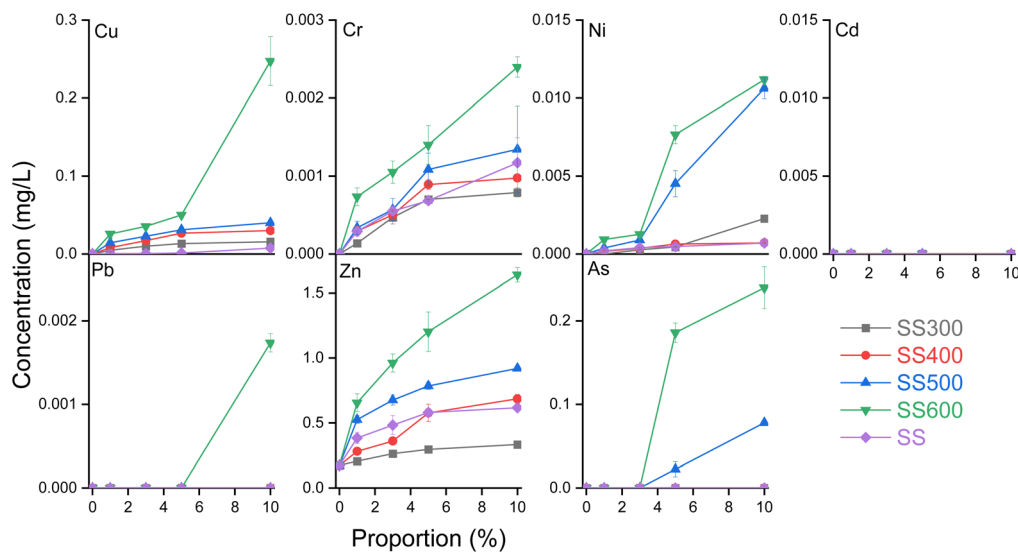 Cu
Cr
Ni
Cd
0.3
0.2
0.1
0.0
0.003
0.002
0.001
0.000
0.015
0.010
0.005
0.000
0.015
0.010
0.005
0.000
0 2 4 6 8 10
Concentration (mg/L)
Pb
Zn
As
0.002
0.001
0.000
1.5
1.0
0.5
0.0
0.2
0.1
0.0
0 2 4 6 8 10
0 2 4 6 8 10
0 2 4 6 8 10
Proportion (%)
SS300
SS400
SS500
SS600
SS